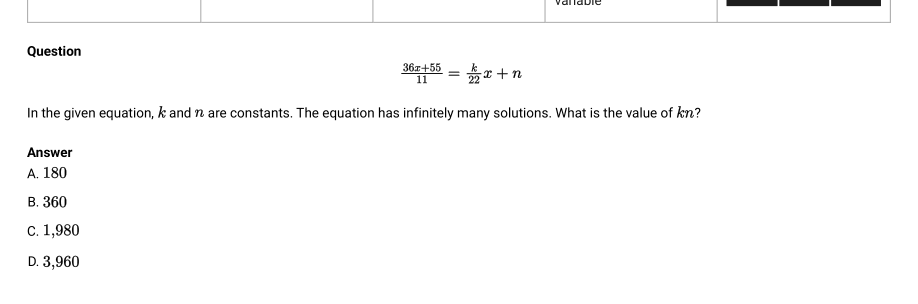 variable
Question
36x+55/11 = k/22 x + n
In the given equation, k and n are constants. The equation has infinitely many solutions. What is the value of kn?
Answer
A. 180
B. 360
C. 1,980
D. 3,960